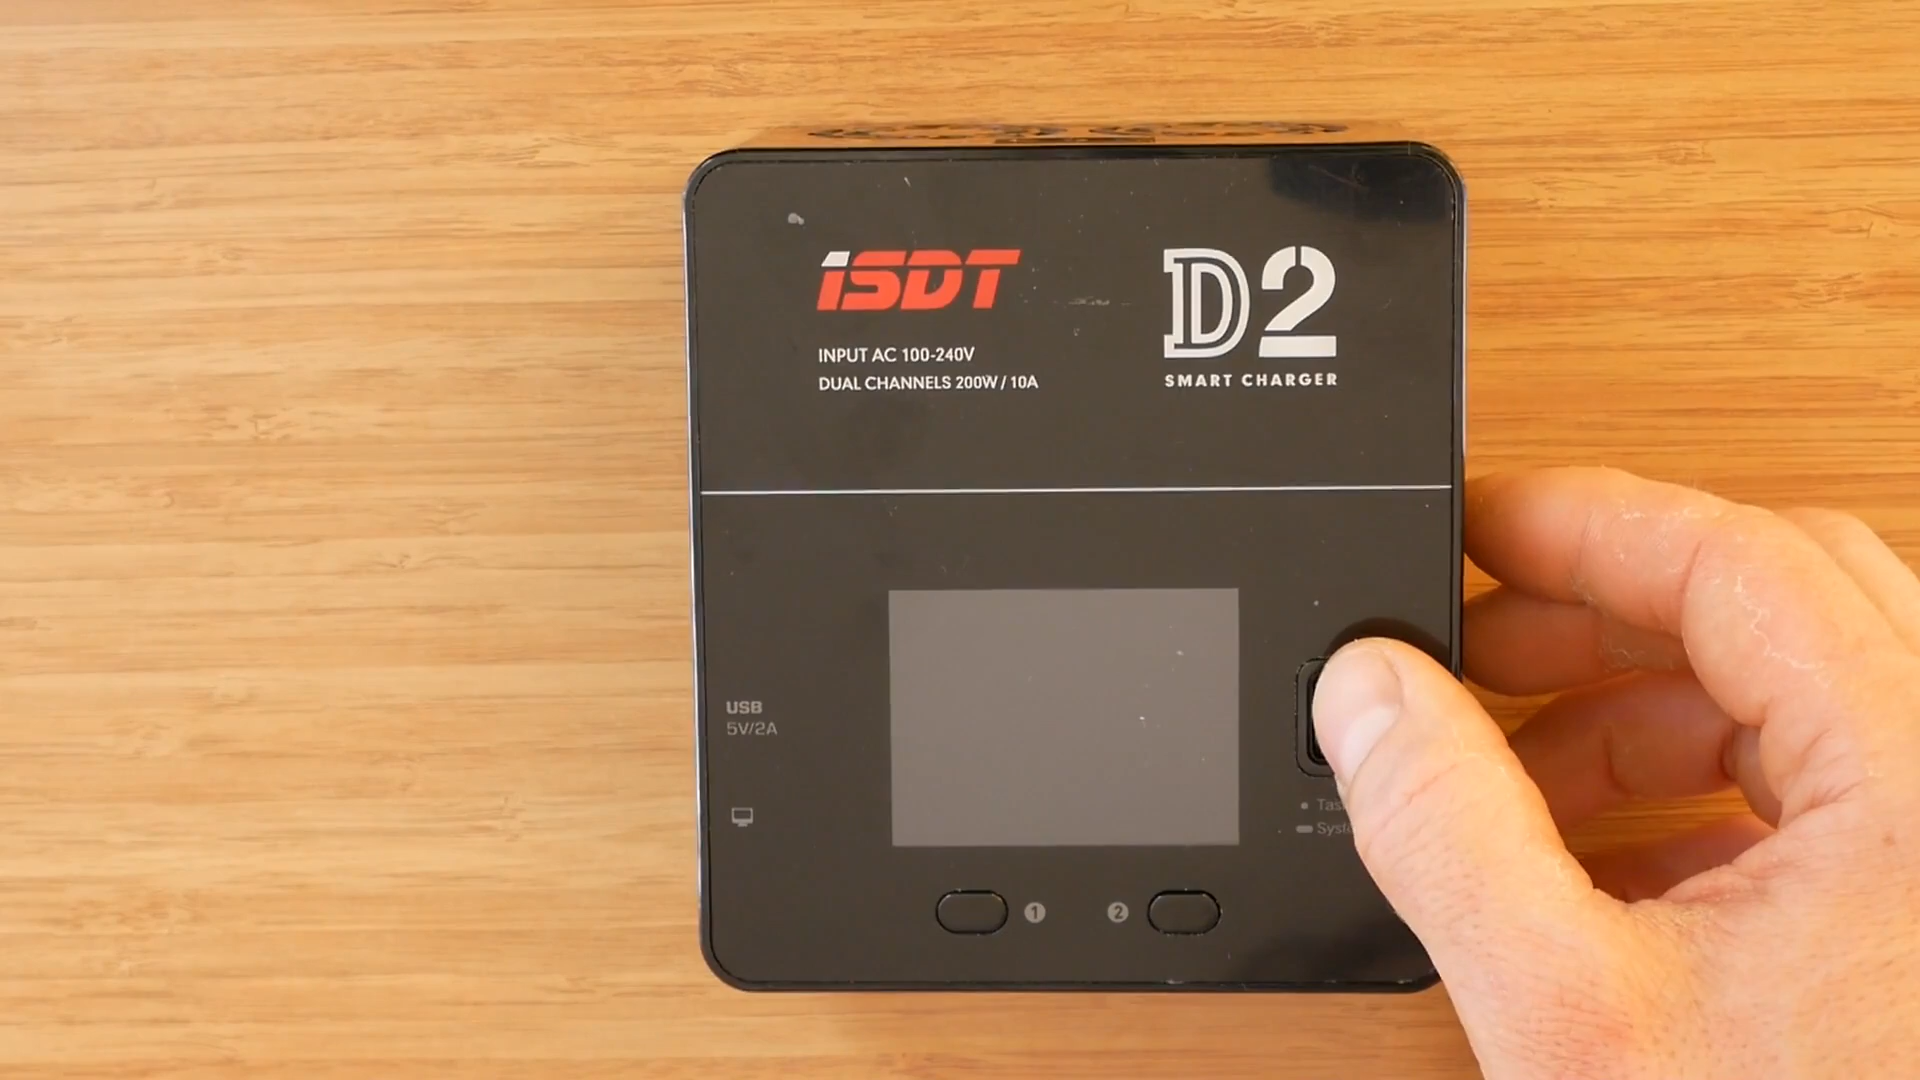 iSDT
D2
INPUT AC 100-240V
DUAL CHANNELS 200W / 10A
SMART CHARGER
USB
5V/2A
1
2